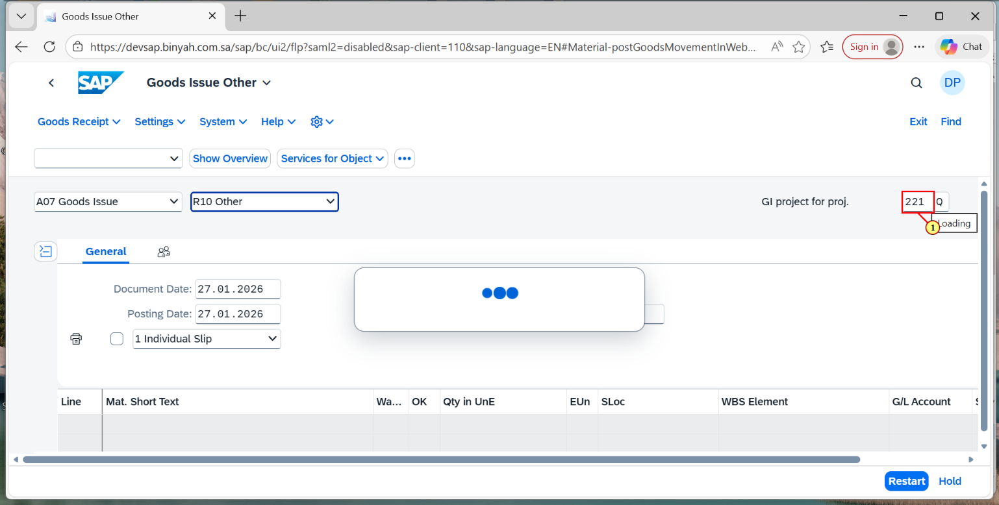 Goods Issue Other
https://devsap.binyah.com.sa/sap/bc/ui2/flp?saml2=disabled&sap-client=110&sap-language=EN#Material-postGoodsMovementInWeb...
Sign in
Chat
SAP
Goods Issue Other
DP
Goods Receipt
Settings
System
Help
Exit
Find
Show Overview
Services for Object
A07 Goods Issue
R10 Other
GI project for proj.
221
Q
1
Loading
General
Document Date:
27.01.2026
Posting Date:
27.01.2026
1 Individual Slip
Line
Mat. Short Text
Wa...
OK
Qty in UnE
EUn
SLoc
WBS Element
G/L Account
Restart
Hold